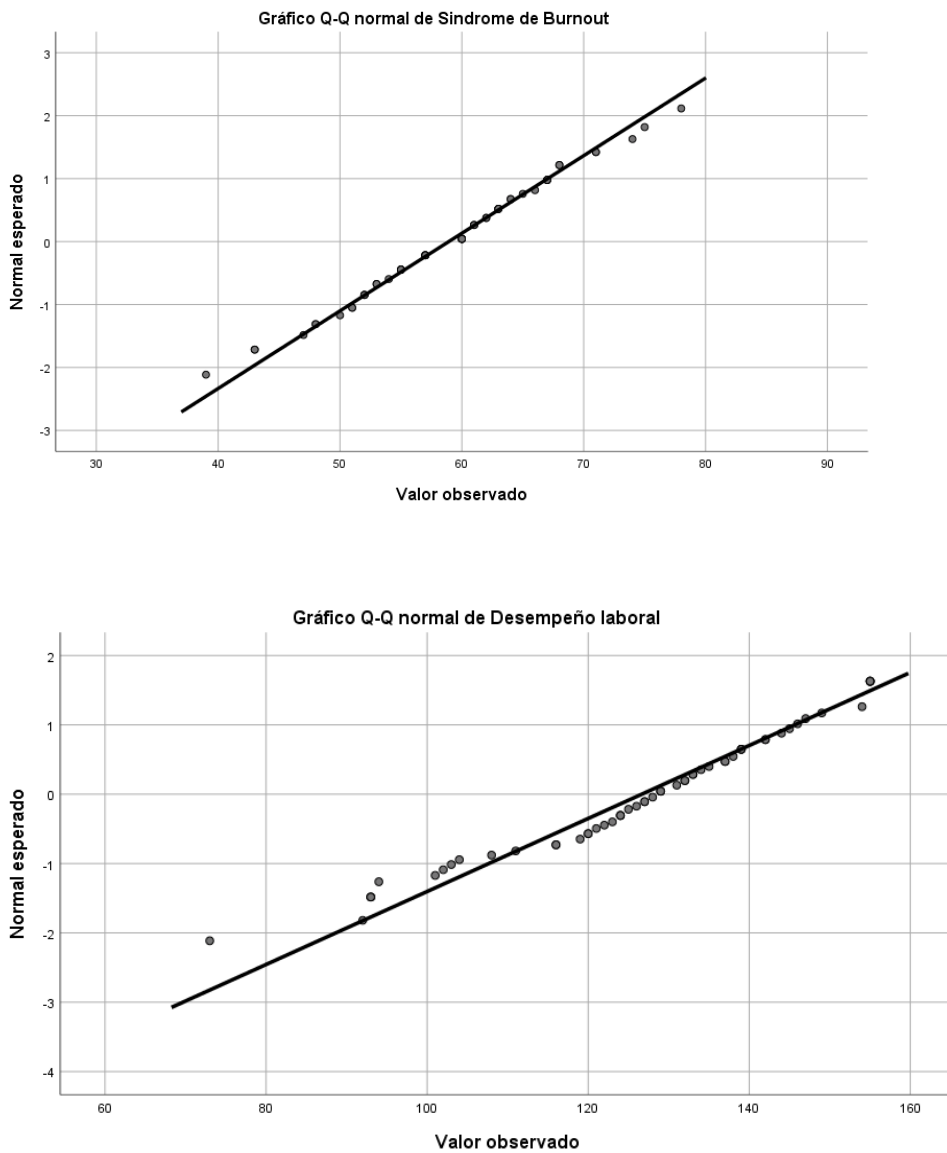 Gráfico Q-Q normal de Sindrome de Burnout
3
2
1
0
-1
-2
-3
Normal esperado
30 40 50 60 70 80 90
Valor observado
Gráfico Q-Q normal de Desempeño laboral
2
1
0
-1
-2
-3
-4
Normal esperado
60 80 100 120 140 160
Valor observado